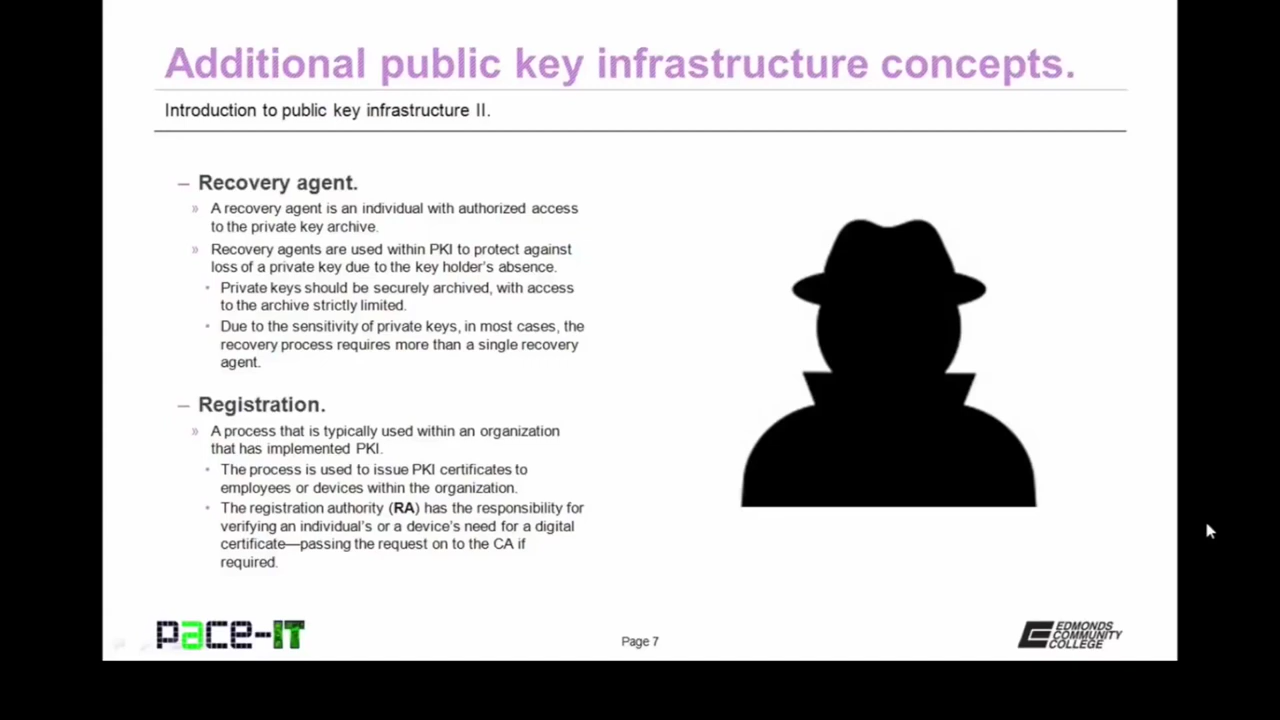 Additional public key infrastructure concepts.
Introduction to public key infrastructure II.
– Recovery agent.
» A recovery agent is an individual with authorized access
to the private key archive.
» Recovery agents are used within PKI to protect against
loss of a private key due to the key holder's absence.
• Private keys should be securely archived, with access
to the archive strictly limited.
• Due to the sensitivity of private keys, in most cases, the
recovery process requires more than a single recovery
agent.
– Registration.
» A process that is typically used within an organization
that has implemented PKI.
• The process is used to issue PKI certificates to
employees or devices within the organization.
• The registration authority (RA) has the responsibility for
verifying an individual's or a device's need for a digital
certificate—passing the request on to the CA if
required.
pace-IT
Page 7
EDMONDS
COMMUNITY
COLLEGE